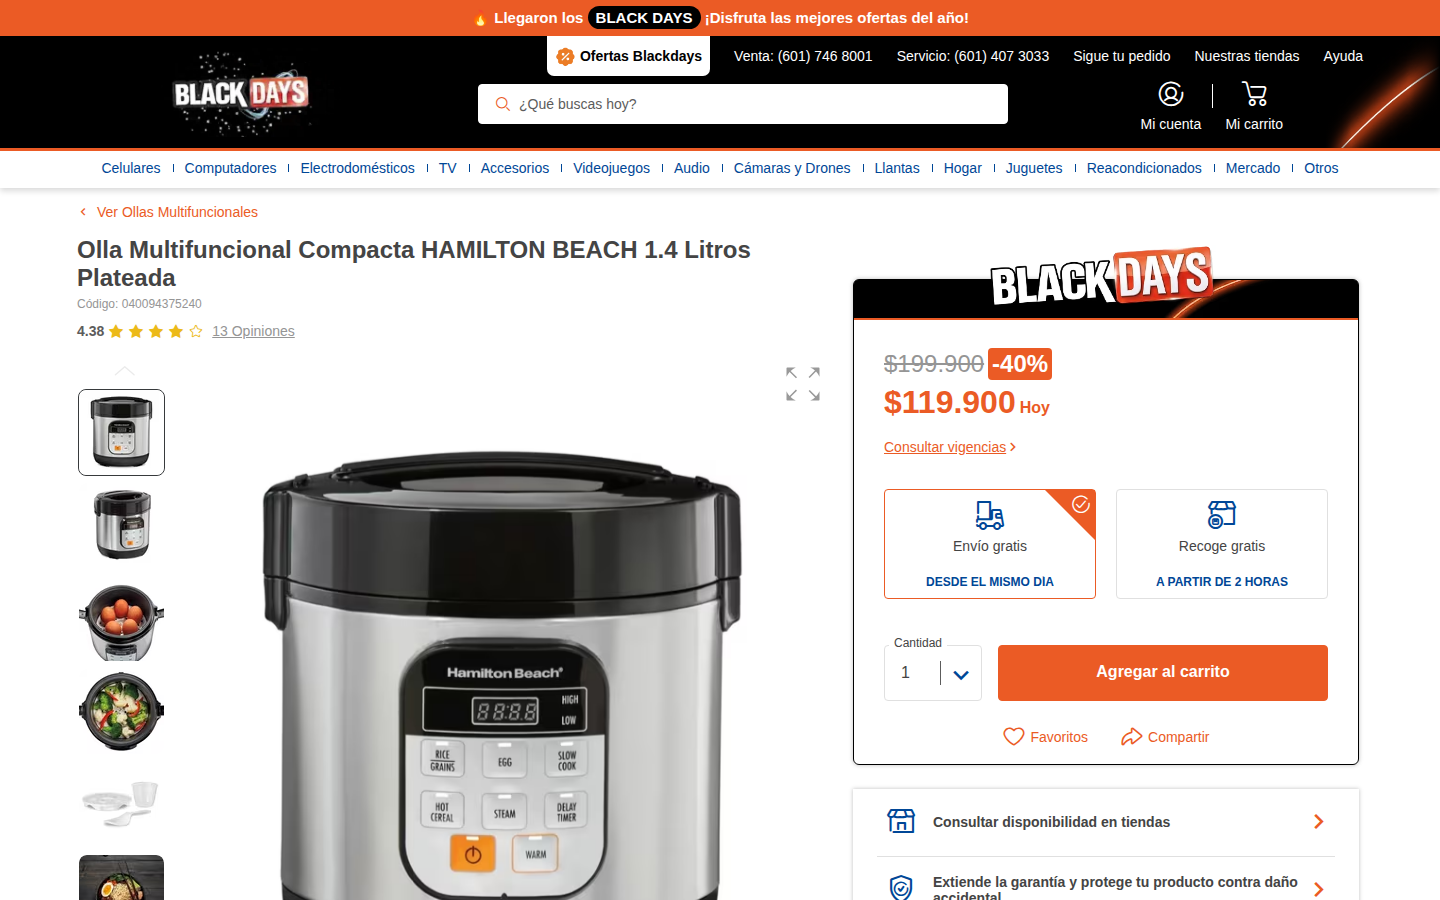 🔥 Llegaron los BLACK DAYS ¡Disfruta las mejores ofertas del año!
BLACK DAYS
Ofertas Blackdays
Venta: (601) 746 8001
Servicio: (601) 407 3033
Sigue tu pedido
Nuestras tiendas
Ayuda
¿Qué buscas hoy?
Mi cuenta
Mi carrito
Celulares
Computadores
Electrodomésticos
TV
Accesorios
Videojuegos
Audio
Cámaras y Drones
Llantas
Hogar
Juguetes
Reacondicionados
Mercado
Otros
Ver Ollas Multifuncionales
Olla Multifuncional Compacta HAMILTON BEACH 1.4 Litros
Plateada
Código: 040094375240
4.38
13 Opiniones
Hamilton Beach®
HIGH
88:88
LOW
RICE
GRAINS
EGG
SLOW
COOK
HOT
CEREAL
STEAM
DELAY
TIMER
WARM
BLACK DAYS
$199.900 -40%
$119.900 Hoy
Consultar vigencias
Envío gratis
DESDE EL MISMO DIA
Recoge gratis
A PARTIR DE 2 HORAS
Cantidad
1
Agregar al carrito
Favoritos
Compartir
Consultar disponibilidad en tiendas
Extiende la garantía y protege tu producto contra daño
accidental